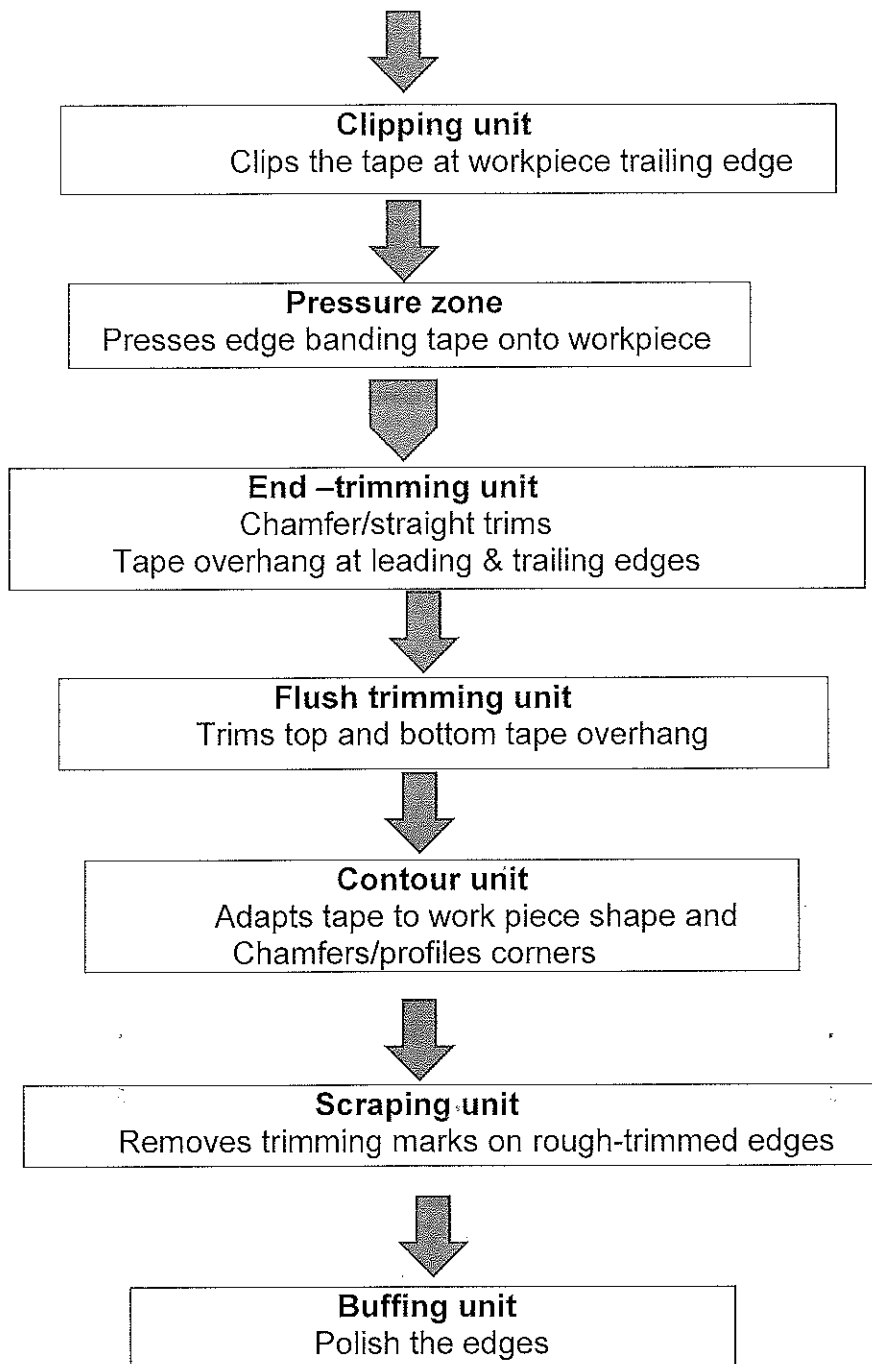 Clipping unit
Clips the tape at workpiece trailing edge
Pressure zone
Presses edge banding tape onto workpiece
End –trimming unit
Chamfer/straight trims
Tape overhang at leading & trailing edges
Flush trimming unit
Trims top and bottom tape overhang
Contour unit
Adapts tape to work piece shape and
Chamfers/profiles corners
Scraping unit
Removes trimming marks on rough-trimmed edges
Buffing unit
Polish the edges